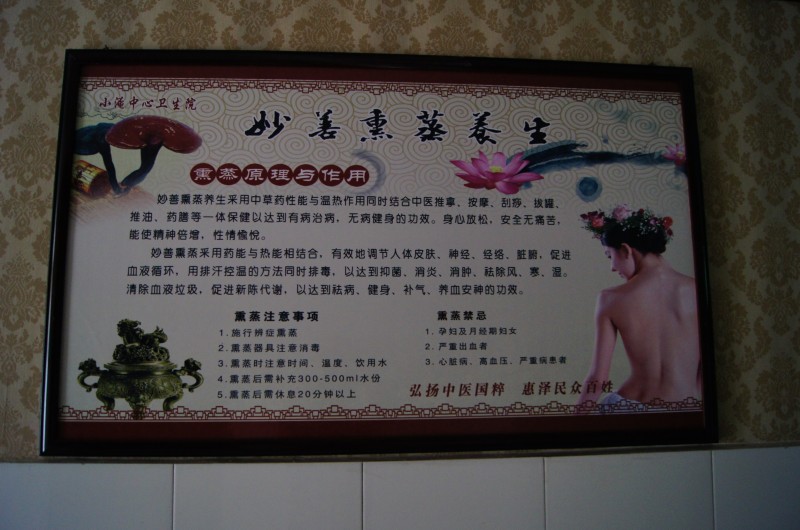 小海中心卫生院
妙善熏蒸养生
熏蒸原理与作用
妙善熏蒸养生采用中草药性能与温热作用同时结合中医推拿、按摩、刮痧、拔罐、
推油、药膳等一体保健以达到有病治病，无病健身的功效。身心放松，安全无痛苦，
能使精神倍增，性情愉悦。
妙善熏蒸采用药能与热能相结合，有效地调节人体皮肤、神经、经络、脏腑，促进
血液循环，用排汗控温的方法同时排毒，以达到抑菌、消炎、消肿、祛除风、寒、湿。
清除血液垃圾，促进新陈代谢，以达到祛病、健身、补气、养血安神的功效。
熏蒸注意事项
1. 施行辨症熏蒸
2. 熏蒸器具注意消毒
3. 熏蒸时注意时间、温度、饮用水
4. 熏蒸后需补充300-500ml水份
5. 熏蒸后需休息20分钟以上
熏蒸禁忌
1. 孕妇及月经期妇女
2. 严重出血者
3. 心脏病、高血压、严重病患者
弘扬中医国粹 惠泽民众百姓